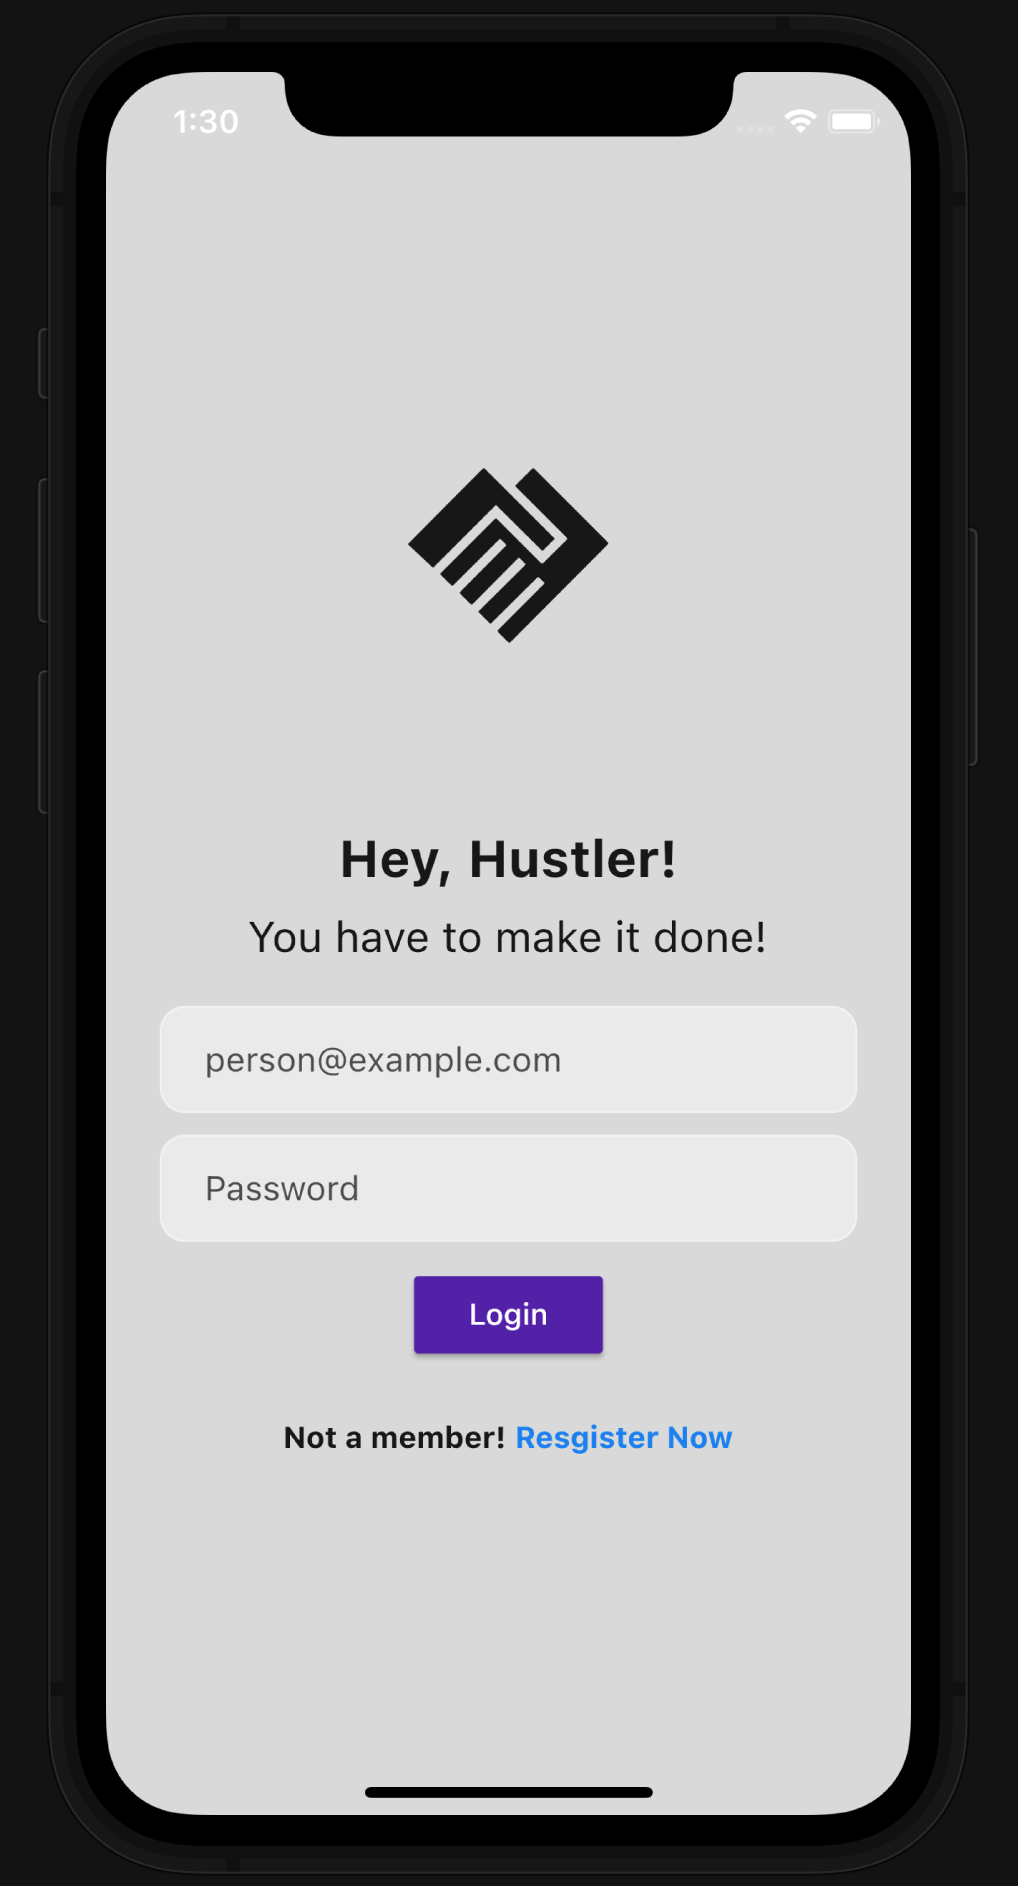 1:30
Hey, Hustler!
You have to make it done!
person@example.com
Password
Login
Not a member! Resgister Now